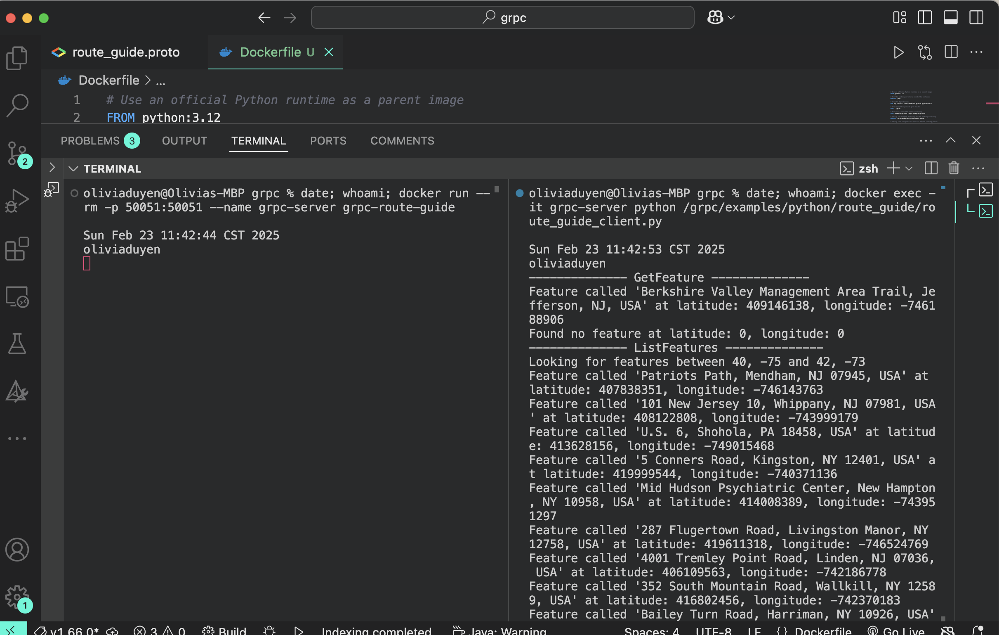 grpc
route_guide.proto
Dockerfile U
Dockerfile > ...
1 # Use an official Python runtime as a parent image
2 FROM python:3.12
PROBLEMS 3 OUTPUT TERMINAL PORTS COMMENTS
2
TERMINAL
zsh
oliviaduyen@Olivias-MBP grpc % date; whoami; docker run --
rm -p 50051:50051 --name grpc-server grpc-route-guide
Sun Feb 23 11:42:44 CST 2025
oliviaduyen
oliviaduyen@Olivias-MBP grpc % date; whoami; docker exec -
it grpc-server python /grpc/examples/python/route_guide/ro
ute_guide_client.py
Sun Feb 23 11:42:53 CST 2025
oliviaduyen
-------------- GetFeature --------------
Feature called 'Berkshire Valley Management Area Trail, Je
fferson, NJ, USA' at latitude: 409146138, longitude: -7461
88906
Found no feature at latitude: 0, longitude: 0
-------------- ListFeatures --------------
Looking for features between 40, -75 and 42, -73
Feature called 'Patriots Path, Mendham, NJ 07945, USA' at
latitude: 407838351, longitude: -746143763
Feature called '101 New Jersey 10, Whippany, NJ 07981, USA
' at latitude: 408122808, longitude: -743999179
Feature called 'U.S. 6, Shohola, PA 18458, USA' at latitud
e: 413628156, longitude: -749015468
Feature called '5 Conners Road, Kingston, NY 12401, USA' a
t latitude: 419999544, longitude: -740371136
Feature called 'Mid Hudson Psychiatric Center, New Hampton
, NY 10958, USA' at latitude: 414008389, longitude: -74395
1297
Feature called '287 Flugertown Road, Livingston Manor, NY
12758, USA' at latitude: 419611318, longitude: -746524769
Feature called '4001 Tremley Point Road, Linden, NJ 07036,
USA' at latitude: 406109563, longitude: -742186778
Feature called '352 South Mountain Road, Wallkill, NY 1258
9, USA' at latitude: 416802456, longitude: -742370183
Feature called 'Bailey Turn Road, Harriman, NY 10926, USA'
1
v1.66.0* 3 0 Build Indexing completed Java: Warning Spaces: 4 UTF-8 LF {} Dockerfile Go Live